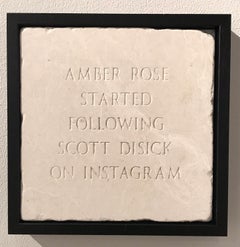 AMBER ROSE
STARTED
FOLLOWING
SCOTT DISICK
ON INSTAGRAM